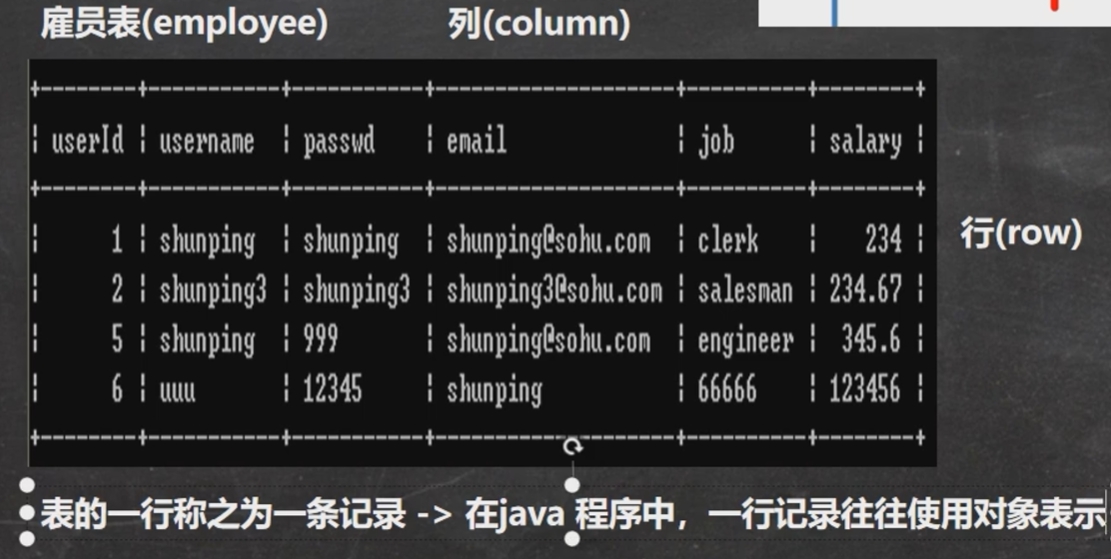 雇员表(employee) 列(column)
+--------+-----------+-----------+--------------------+----------+--------+
| userId | username | passwd | email | job | salary |
+--------+-----------+-----------+--------------------+----------+--------+
| 1 | shunping | shunping | shunping@sohu.com | clerk | 234 |
行(row)
| 2 | shunping3 | shunping3 | shunping3@sohu.com | salesman | 234.67 |
| 5 | shunping | 999 | shunping@sohu.com | engineer | 345.6 |
| 6 | uuu | 12345 | shunping | 66666 | 123456 |
+--------+-----------+-----------+--------------------+----------+--------+
表的一行称之为一条记录 -> 在java 程序中，一行记录往往使用对象表示